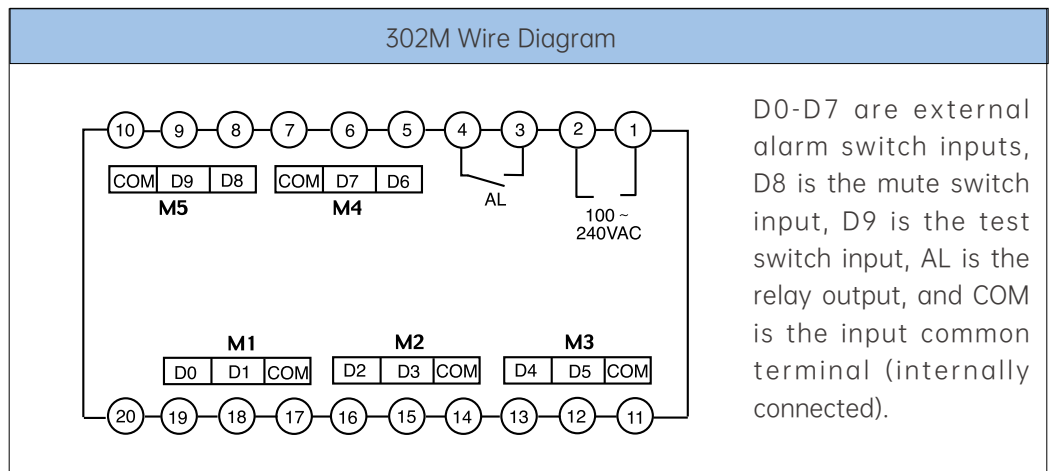 302M Wire Diagram
10 9 8 7 6 5 4 3 2 1
COM D9 D8 COM D7 D6
M5 M4
AL
100 ~
240VAC
M1 M2 M3
D0 D1 COM D2 D3 COM D4 D5 COM
20 19 18 17 16 15 14 13 12 11
D0-D7 are external
alarm switch inputs,
D8 is the mute switch
input, D9 is the test
switch input, AL is the
relay output, and COM
is the input common
terminal (internally
connected).